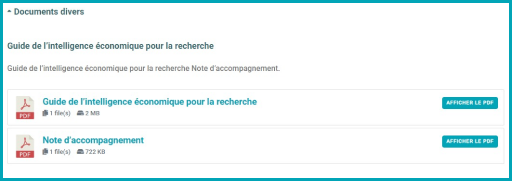 Documents divers
Guide de l'intelligence économique pour la recherche
Guide de l'intelligence économique pour la recherche Note d'accompagnement.
PDF
Guide de l'intelligence économique pour la recherche
1 file(s) 2 MB
AFFICHER LE PDF
PDF
Note d'accompagnement
1 file(s) 722 KB
AFFICHER LE PDF